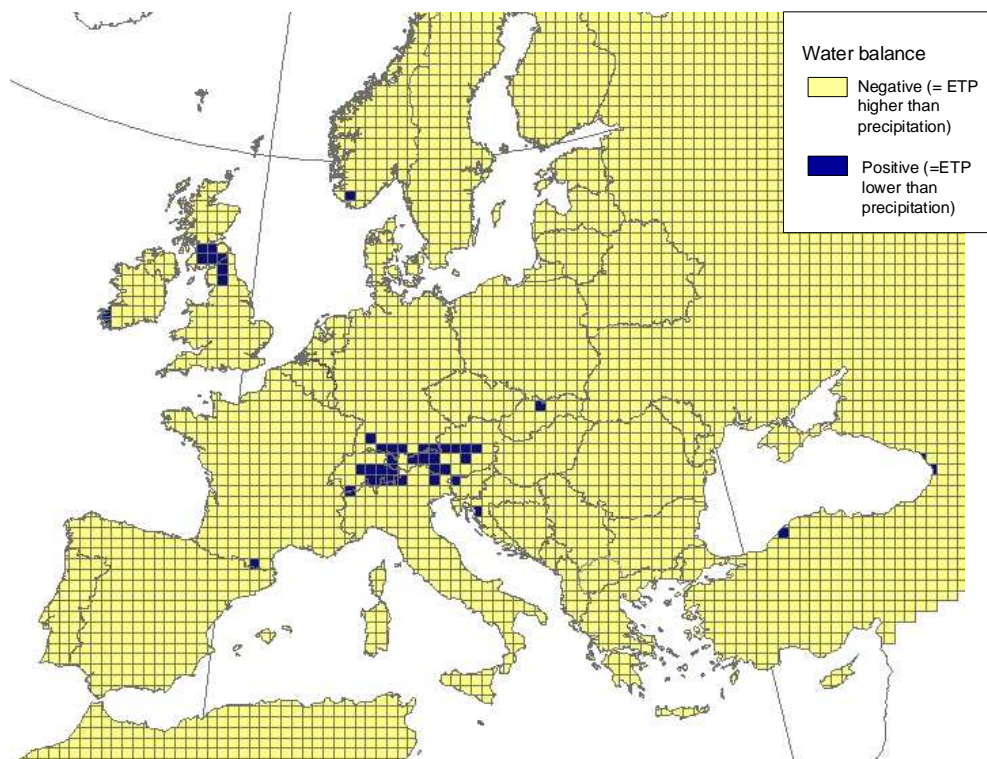 Water balance
Negative (= ETP
higher than
precipitation)
Positive (=ETP
lower than
precipitation)